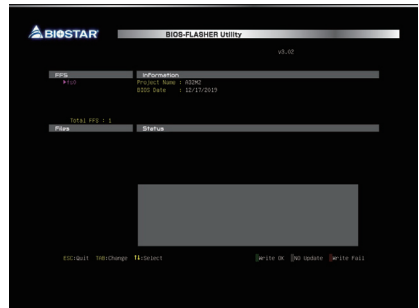 BIOSTAR
BIOS-FLASHER Utility
v3.02
FFS
Information
fs0
Project Name : A32M2
BIOS Date : 12/17/2019
Total FFS : 1
Files
Status
ESC:Quit TAB:Change ↑↓:Select
Write OK No Update Write Fail